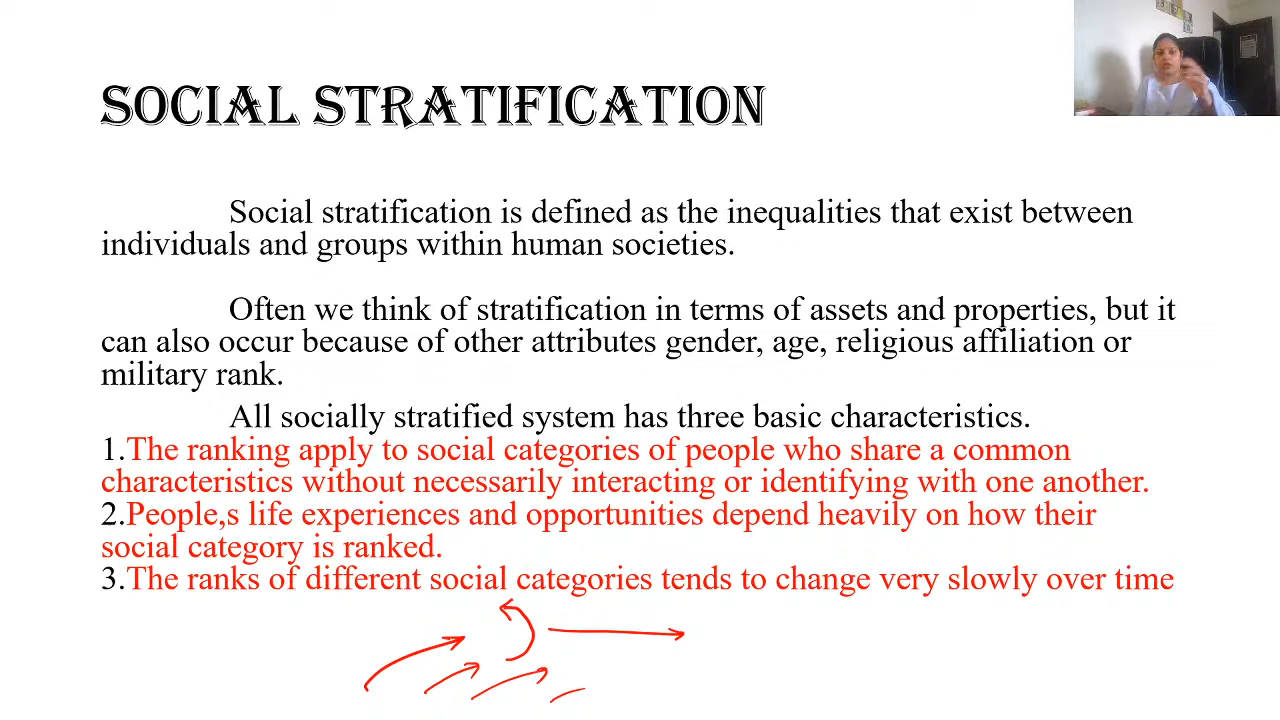 SOCIAL STRATIFICATION
Social stratification is defined as the inequalities that exist between
individuals and groups within human societies.
Often we think of stratification in terms of assets and properties, but it
can also occur because of other attributes gender, age, religious affiliation or
military rank.
All socially stratified system has three basic characteristics.
1.The ranking apply to social categories of people who share a common
characteristics without necessarily interacting or identifying with one another.
2.People,s life experiences and opportunities depend heavily on how their
social category is ranked.
3.The ranks of different social categories tends to change very slowly over time